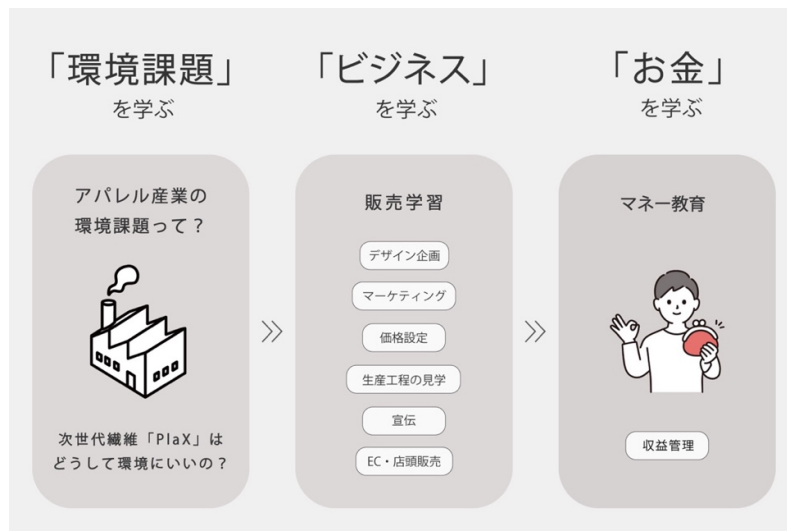 「環境課題」
を学ぶ
アパレル産業の
環境課題って？
次世代繊維「PlaX」は
どうして環境にいいの？
「ビジネス」
を学ぶ
販売学習
デザイン企画
マーケティング
価格設定
生産工程の見学
宣伝
EC・店頭販売
「お金」
を学ぶ
マネー教育
収益管理